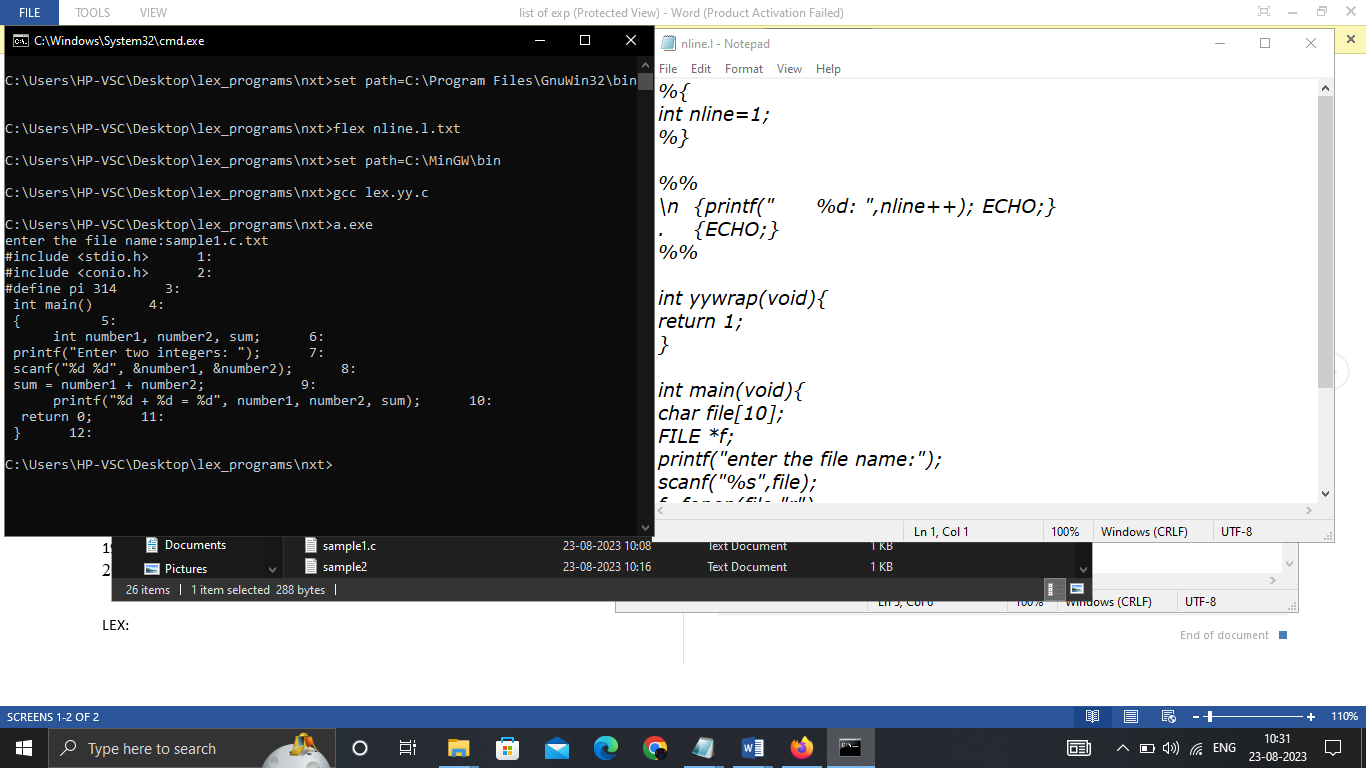 FILE TOOLS VIEW list of exp (Protected View) - Word (Product Activation Failed)
C:\Windows\System32\cmd.exe
C:\Users\HP-VSC\Desktop\lex_programs\nxt>set path=C:\Program Files\GnuWin32\bin
C:\Users\HP-VSC\Desktop\lex_programs\nxt>flex nline.l.txt
C:\Users\HP-VSC\Desktop\lex_programs\nxt>set path=C:\MinGW\bin
C:\Users\HP-VSC\Desktop\lex_programs\nxt>gcc lex.yy.c
C:\Users\HP-VSC\Desktop\lex_programs\nxt>a.exe
enter the file name:sample1.c.txt
#include <stdio.h>      1:
#include <conio.h>      2:
#define pi 314      3:
 int main()       4:
 {          5:
      int number1, number2, sum;      6:
 printf("Enter two integers: ");      7:
 scanf("%d %d", &number1, &number2);      8:
 sum = number1 + number2;            9:
      printf("%d + %d = %d", number1, number2, sum);      10:
  return 0;      11:
 }      12:
C:\Users\HP-VSC\Desktop\lex_programs\nxt>
nline.l - Notepad
File Edit Format View Help
%{
int nline=1;
%}
%%
\n  {printf("      %d: ",nline++); ECHO;}
.   {ECHO;}
%%
int yywrap(void){
return 1;
}
int main(void){
char file[10];
FILE *f;
printf("enter the file name:");
scanf("%s",file);
f=fopen(file,"r")
Ln 1, Col 1 100% Windows (CRLF) UTF-8
Documents sample1.c 23-08-2023 10:08 Text Document 1 KB
Pictures sample2 23-08-2023 10:16 Text Document 1 KB
26 items 1 item selected 288 bytes
Ln 5, Col 6 100% Windows (CRLF) UTF-8
LEX:
End of document
SCREENS 1-2 OF 2 110%
Type here to search ENG 10:31
23-08-2023